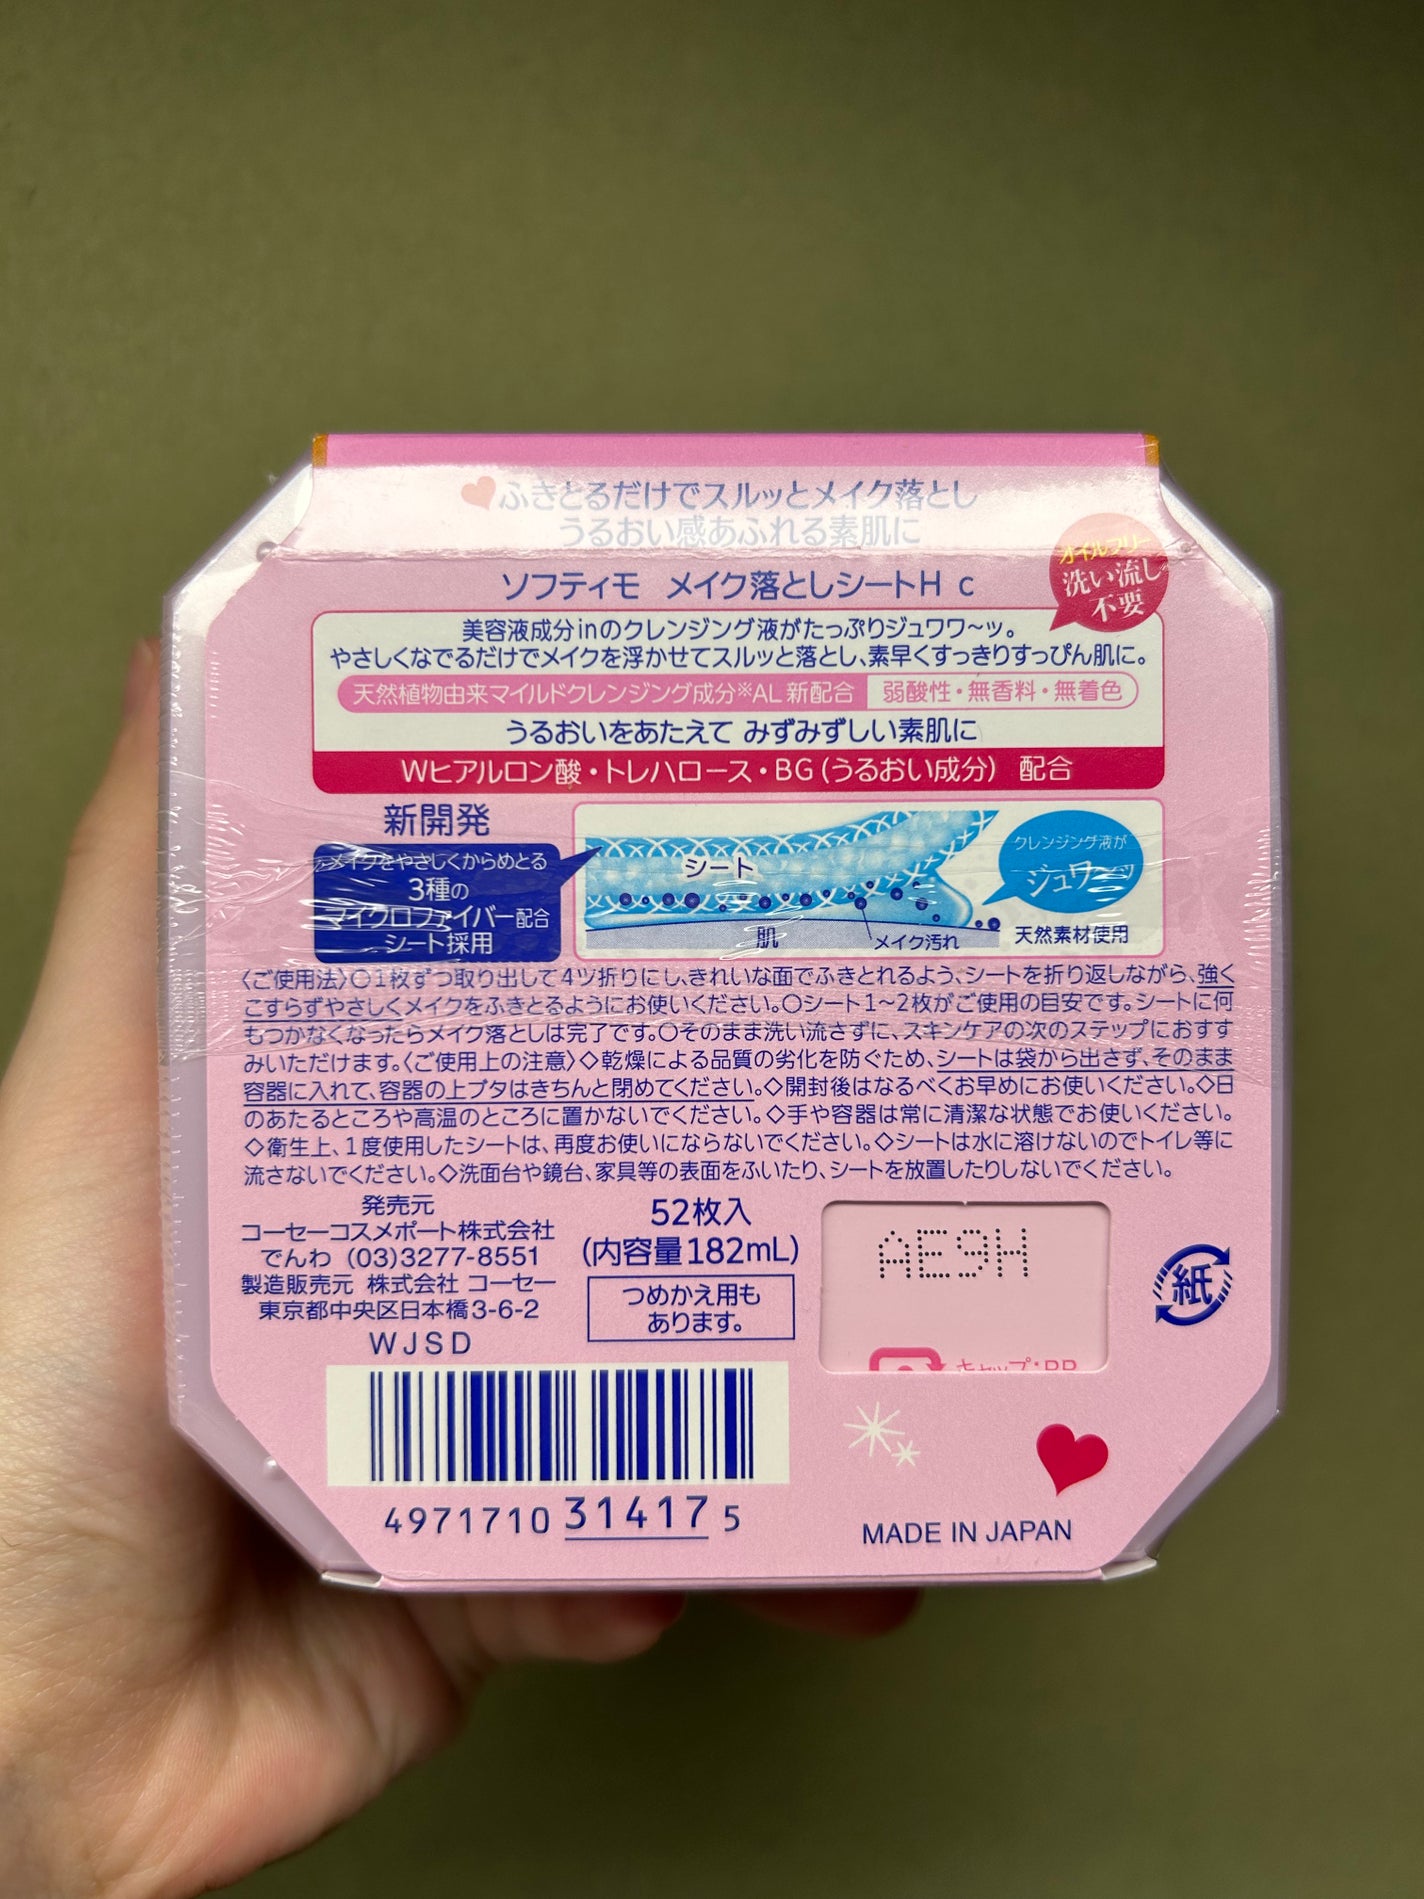 ふきとるだけでスルッとメイク落とし
うるおい感あふれる素肌に
オイルフリー
洗い流し
不要
ソフティモ メイク落としシートH c
美容液成分inのクレンジング液がたっぷりジュワワ〜ッ。
やさしくなでるだけでメイクを浮かせてスルッと落とし、素早くすっきりすっぴん肌に。
天然植物由来マイルドクレンジング成分※AL 新配合 弱酸性・無香料・無着色
うるおいをあたえて みずみずしい素肌に
Wヒアルロン酸・トレハロース・BG(うるおい成分) 配合
新開発
メイクをやさしくからめとる
3種の
マイクロファイバー配合
シート採用
シート
肌
メイク汚れ
クレンジング液が
ジュワ〜ッ
天然素材使用
〈ご使用法〉○1枚ずつ取り出して4ツ折りにし、きれいな面でふきとれるよう、シートを折り返しながら、強く
こすらずやさしくメイクをふきとるようにお使いください。○シート1〜2枚がご使用の目安です。シートに何
もつかなくなったらメイク落としは完了です。○そのまま洗い流さずに、スキンケアの次のステップにおすす
みいただけます。〈ご使用上の注意〉◇乾燥による品質の劣化を防ぐため、シートは袋から出さず、そのまま
容器に入れて、容器の上ブタはきちんと閉めてください。◇開封後はなるべくお早めにお使いください。◇日
のあたるところや高温のところに置かないでください。◇手や容器は常に清潔な状態でお使いください。
◇衛生上、1度使用したシートは、再度お使いにならないでください。◇シートは水に溶けないのでトイレ等に
流さないでください。◇洗面台や鏡台、家具等の表面をふいたり、シートを放置したりしないでください。
発売元
コーセーコスメポート株式会社
でんわ (03)3277-8551
製造販売元 株式会社 コーセー
東京都中央区日本橋3-6-2
WJSD
52枚入
(内容量182mL)
つめかえ用も
あります。
AE9H
キャップ:PP
紙
4971710 31417 5
MADE IN JAPAN